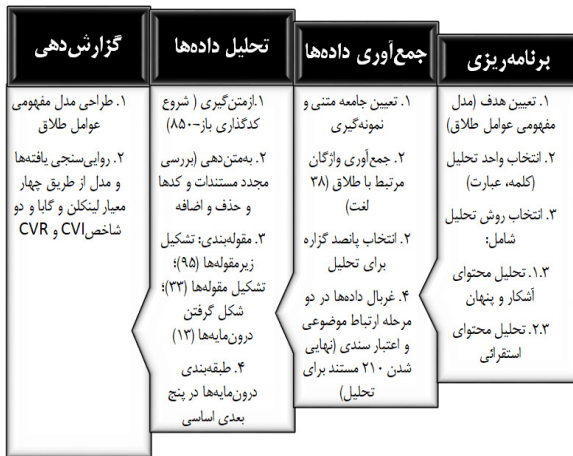 برنامه‌ریزی
۱. تعیین هدف (مدل
مفهومی عوامل طلاق)
۲. انتخاب واحد تحلیل
(کلمه، عبارت)
۳. انتخاب روش تحلیل
شامل:
۱.۳. تحلیل محتوای
آشکار و پنهان
۲.۳. تحلیل محتوای
استقرائی
جمع‌آوری داده‌ها
۱. تعیین جامعه متنی و
نمونه‌گیری
۲. جمع‌آوری واژگان
مرتبط با طلاق (۳۸
لغت)
۲. انتخاب پانصد گزاره
برای تحلیل
۴. غربال داده‌ها در دو
مرحله ارتباط موضوعی
و اعتبار سندی (نهایی
شدن ۲۱۰ مستند برای
تحلیل)
تحلیل داده‌ها
۱.ازمتن‌گیری ( شروع
کدگذاری باز-۸۵۰)
۲. به‌متن‌دهی (بررسی
مجدد مستندات و کدها
و حذف و اضافه
۳. مقوله‌بندی: تشکیل
زیرمقوله‌ها (۹۵)؛
تشکیل مقوله‌ها (۳۳)؛
شکل گرفتن
درون‌مایه‌ها (۱۳)
۴. طبقه‌بندی
درون‌مایه‌ها در پنج
بعدی اساسی
گزارش‌دهی
۱. طراحی مدل مفهومی
عوامل طلاق
۲. روایی‌سنجی یافته‌ها
و مدل از طریق چهار
معیار لینکلن و گابا و دو
شاخص CVI و CVR